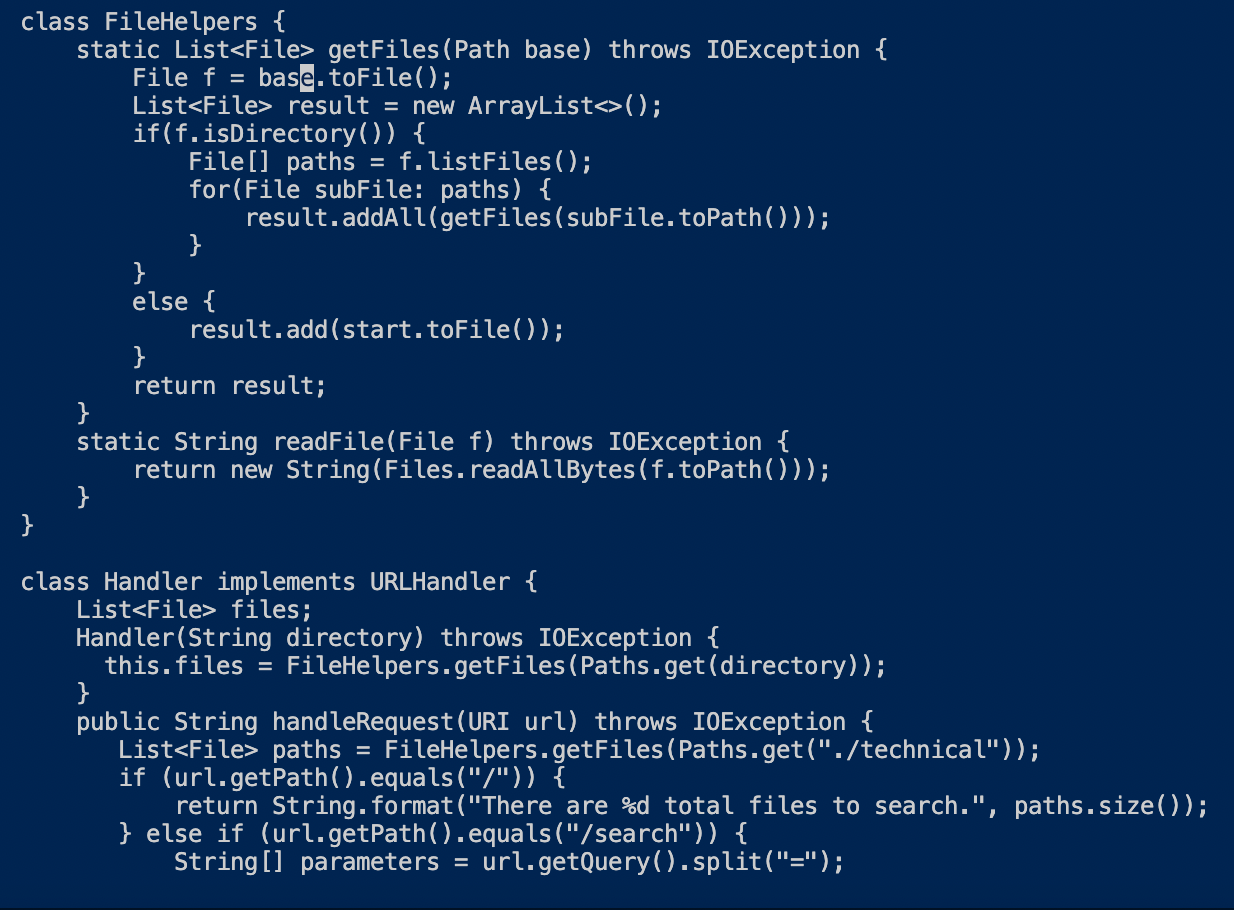 class FileHelpers {
    static List<File> getFiles(Path base) throws IOException {
        File f = base.toFile();
        List<File> result = new ArrayList<>();
        if(f.isDirectory()) {
            File[] paths = f.listFiles();
            for(File subFile: paths) {
                result.addAll(getFiles(subFile.toPath()));
            }
        }
        else {
            result.add(start.toFile());
        }
        return result;
    }
    static String readFile(File f) throws IOException {
        return new String(Files.readAllBytes(f.toPath()));
    }
}

class Handler implements URLHandler {
    List<File> files;
    Handler(String directory) throws IOException {
      this.files = FileHelpers.getFiles(Paths.get(directory));
    }
    public String handleRequest(URI url) throws IOException {
       List<File> paths = FileHelpers.getFiles(Paths.get("./technical"));
       if (url.getPath().equals("/")) {
           return String.format("There are %d total files to search.", paths.size());
       } else if (url.getPath().equals("/search")) {
           String[] parameters = url.getQuery().split("=");